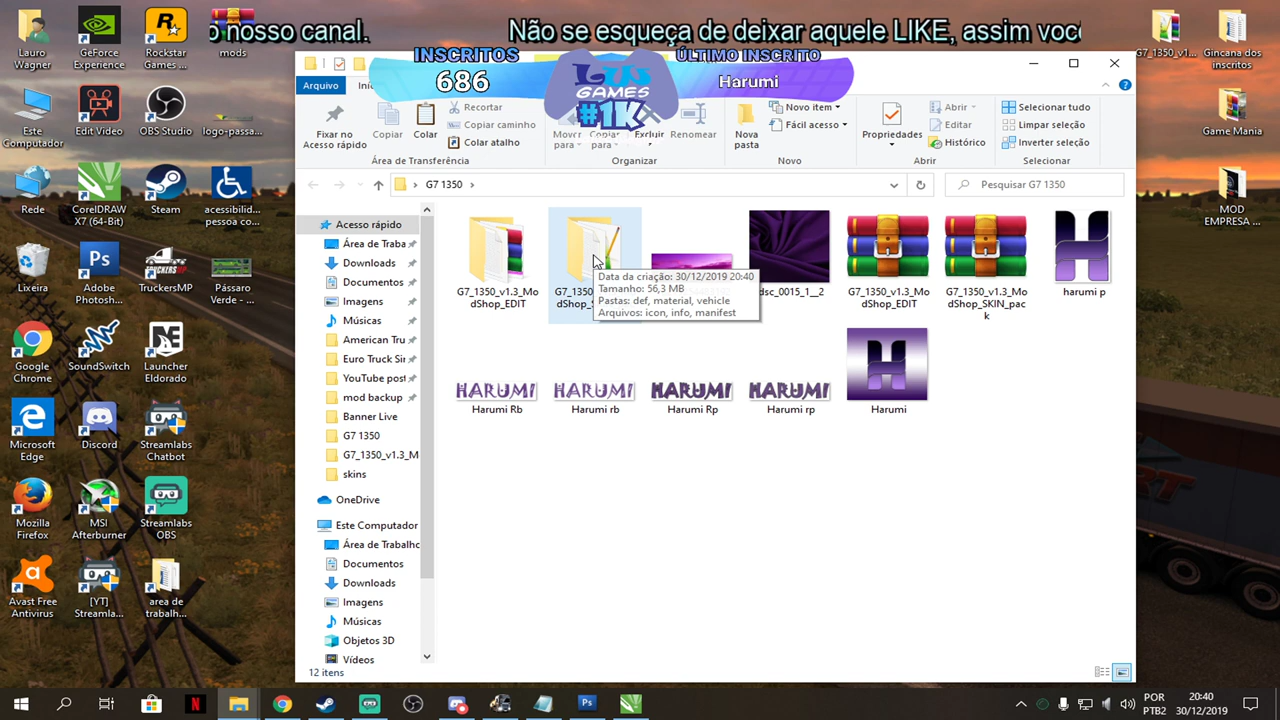 o nosso canal.
Não se esqueça de deixar aquele LIKE, assim você
INSCRITOS
686
LWGAMES
#1K
ÚLTIMO INSCRITO
Harumi
Lauro Wagner
GeForce Experience
Rockstar Games ...
mods
Este Computador
Edit Video
OBS Studio
logo-passa...
Rede
CorelDRAW X7 (64-Bit)
Steam
acessibilid... pessoa co...
Lixeira
Adobe Photosh...
TruckersMP
Pássaro Verde - ...
Google Chrome
SoundSwitch
Launcher Eldorado
Microsoft Edge
Discord
Streamlabs Chatbot
Mozilla Firefox
MSI Afterburner
Streamlabs OBS
Avast Free Antivirus
[YT] Streamla...
area de trabalh...
G7_1350_v1...
Gincana dos inscritos
Game Mania
MOD EMPRESA ...
Arquivo
Iníc
Fixar no Acesso rápido
Copiar
Colar
Recortar
Copiar caminho
Colar atalho
Mover para
Copiar para
Excluir
Renomear
Nova pasta
Novo item
Fácil acesso
Propriedades
Abrir
Editar
Histórico
Selecionar tudo
Limpar seleção
Inverter seleção
Área de Transferência
Organizar
Novo
Abrir
Selecionar
G7 1350
Pesquisar G7 1350
Acesso rápido
Área de Traba
Downloads
Documentos
Imagens
Músicas
American Tru
Euro Truck Sir
YouTube post
mod backup
Banner Live
G7 1350
G7_1350_v1.3_M
skins
OneDrive
Este Computador
Área de Trabalho
Documentos
Downloads
Imagens
Músicas
Objetos 3D
Vídeos
G7_1350_v1.3_ModShop_EDIT
G7_1350_v1.3_ModShop_S
dsc_0015_1__2
G7_1350_v1.3_ModShop_EDIT
G7_1350_v1.3_ModShop_SKIN_pack
harumi p
Data da criação: 30/12/2019 20:40
Tamanho: 56,3 MB
Pastas: def, material, vehicle
Arquivos: icon, info, manifest
HARUMI
HARUMI
HARUMI
HARUMI
Harumi Rb
Harumi rb
Harumi Rp
Harumi rp
Harumi
12 itens
POR
PTB2
20:40
30/12/2019